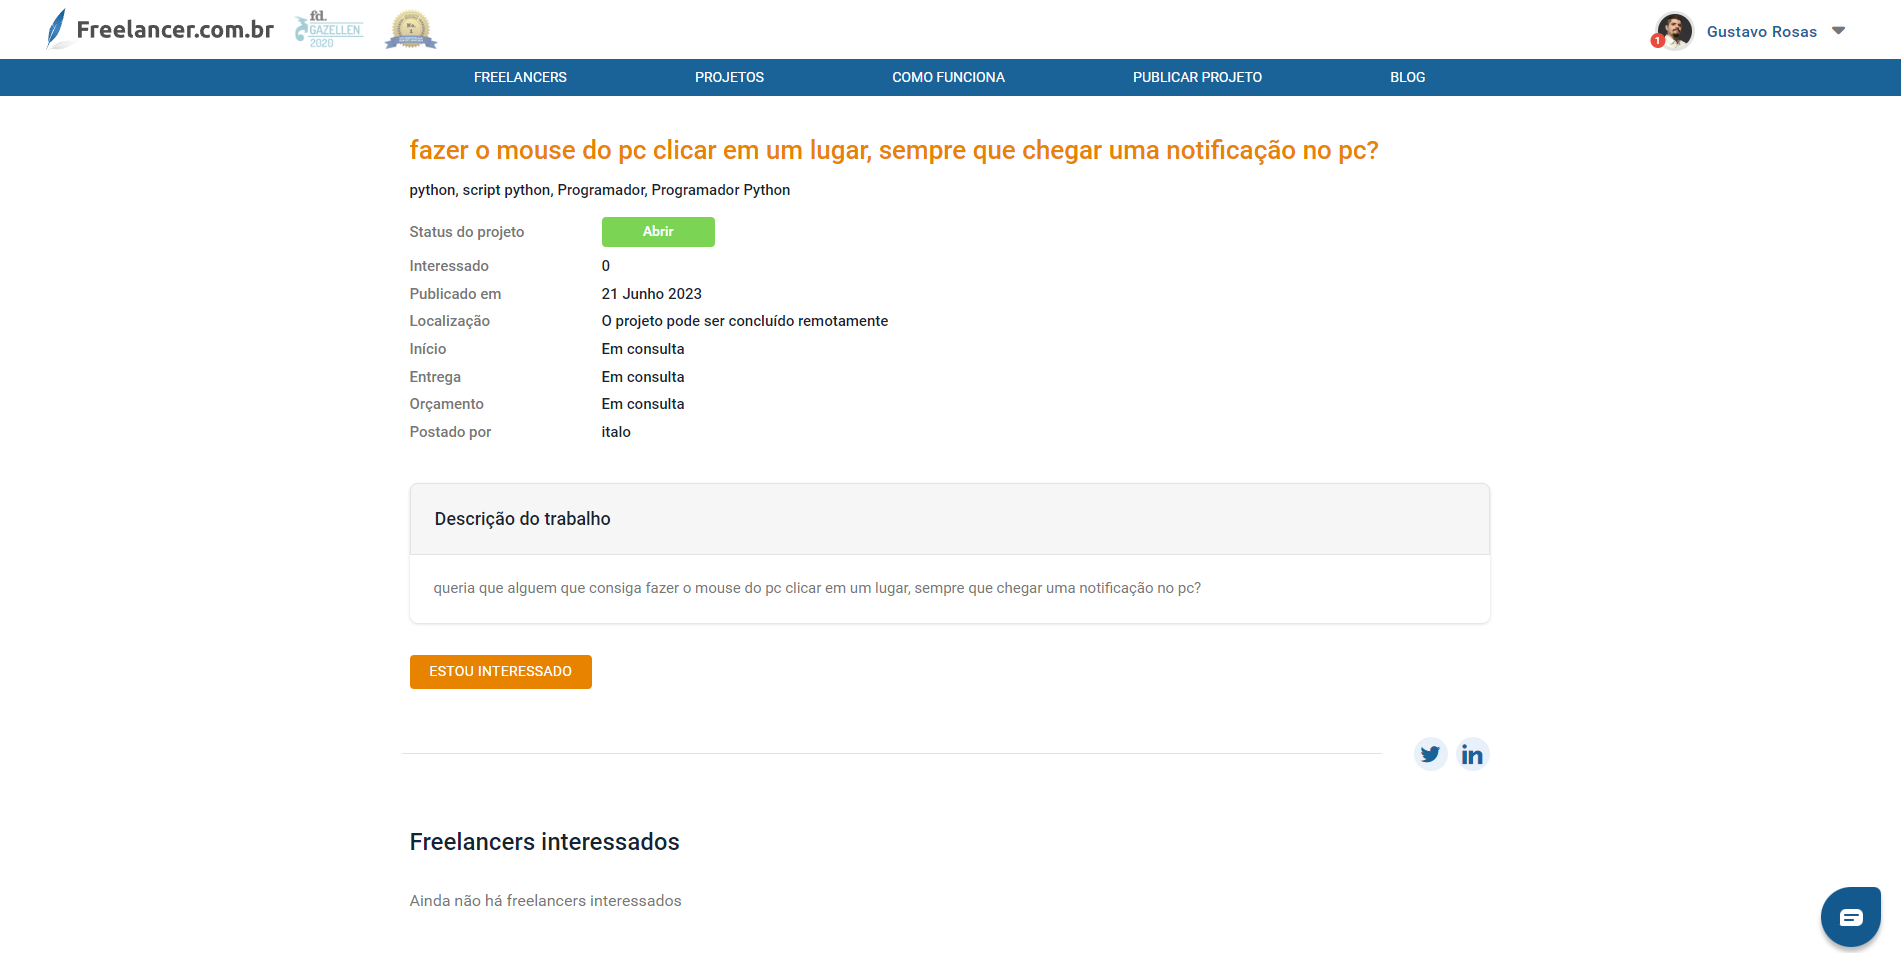 Freelancer.com.br
fd.
GAZELLEN
2020
No.
1
1
Gustavo Rosas
FREELANCERS
PROJETOS
COMO FUNCIONA
PUBLICAR PROJETO
BLOG
fazer o mouse do pc clicar em um lugar, sempre que chegar uma notificação no pc?
python, script python, Programador, Programador Python
Status do projeto Abrir
Interessado 0
Publicado em 21 Junho 2023
Localização O projeto pode ser concluído remotamente
Início Em consulta
Entrega Em consulta
Orçamento Em consulta
Postado por italo
Descrição do trabalho
queria que alguem que consiga fazer o mouse do pc clicar em um lugar, sempre que chegar uma notificação no pc?
ESTOU INTERESSADO
in
Freelancers interessados
Ainda não há freelancers interessados